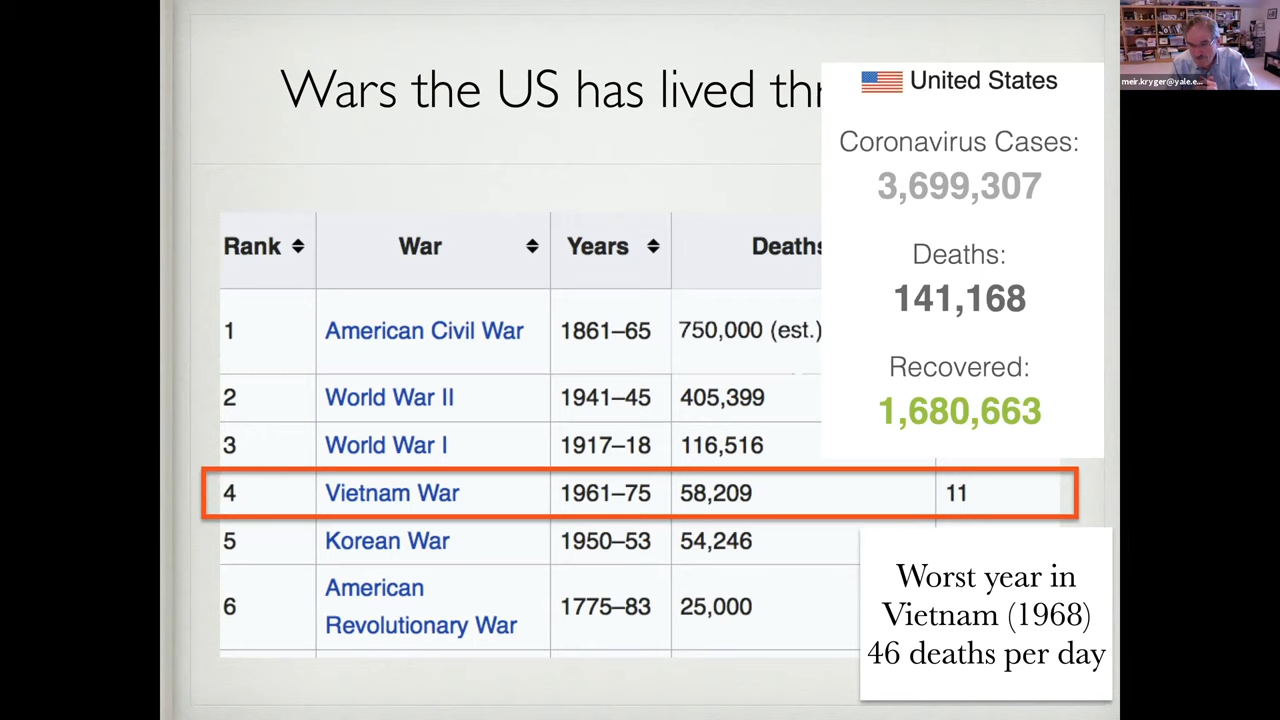 Wars the US has lived thr
United States
Coronavirus Cases:
3,699,307
Deaths:
141,168
Recovered:
1,680,663
Rank War Years Deaths
1 American Civil War 1861–65 750,000 (est.)
2 World War II 1941–45 405,399
3 World War I 1917–18 116,516
4 Vietnam War 1961–75 58,209 11
5 Korean War 1950–53 54,246
6 American Revolutionary War 1775–83 25,000
Worst year in
Vietnam (1968)
46 deaths per day
meir.kryger@yale.e...